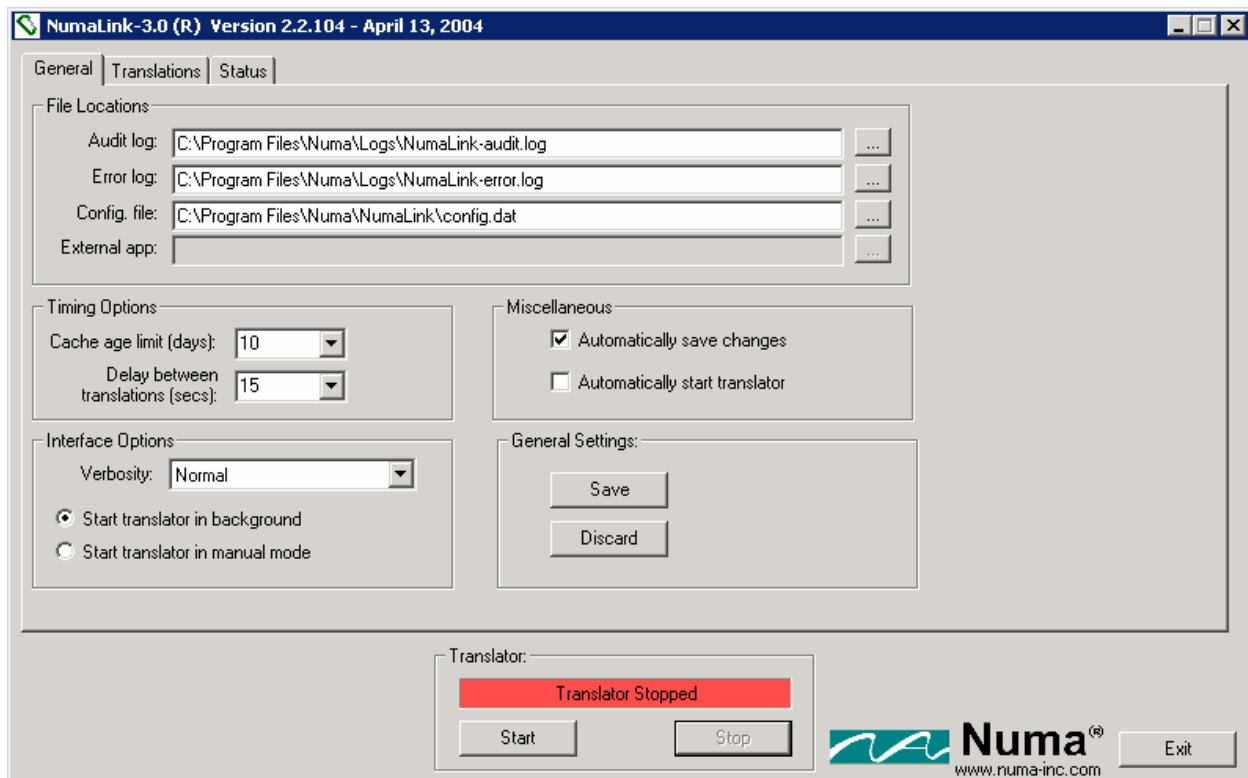 NumaLink-3.0 (R) Version 2.2.104 - April 13, 2004
General Translations Status
File Locations
Audit log: C:\Program Files\Numa\Logs\NumaLink-audit.log ...
Error log: C:\Program Files\Numa\Logs\NumaLink-error.log ...
Config. file: C:\Program Files\Numa\NumaLink\config.dat ...
External app: ...
Timing Options
Cache age limit (days): 10
Delay between
translations (secs): 15
Miscellaneous
Automatically save changes
Automatically start translator
Interface Options
Verbosity: Normal
Start translator in background
Start translator in manual mode
General Settings:
Save
Discard
Translator:
Translator Stopped
Start Stop
Numa®
www.numa-inc.com
Exit